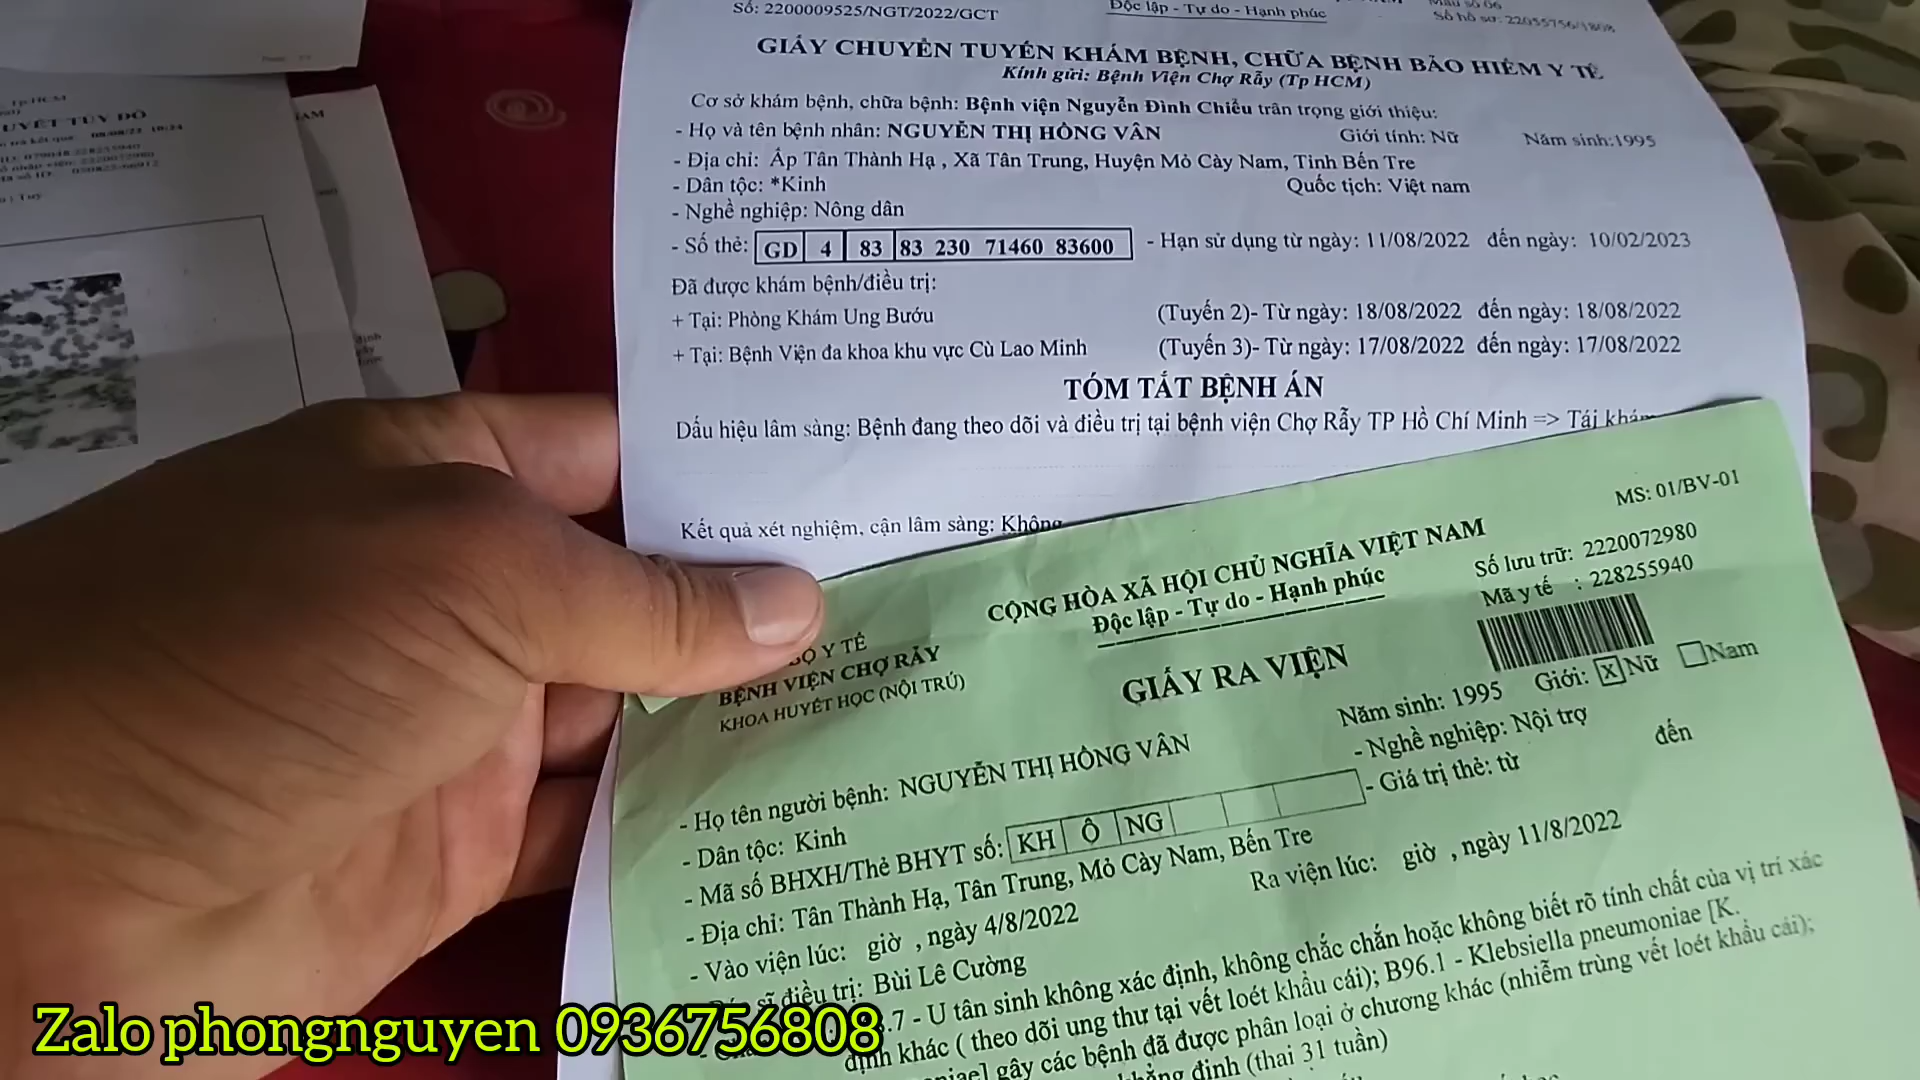 Số: 2200009525/NGT/2022/GCT
Độc lập - Tự do - Hạnh phúc
Mẫu số 06
Số hồ sơ: 22055756/1808
GIẤY CHUYỂN TUYẾN KHÁM BỆNH, CHỮA BỆNH BẢO HIỂM Y TẾ
Kính gửi: Bệnh Viện Chợ Rẫy (Tp HCM)
Cơ sở khám bệnh, chữa bệnh: Bệnh viện Nguyễn Đình Chiểu trân trọng giới thiệu:
- Họ và tên bệnh nhân: NGUYỄN THỊ HỒNG VÂN Giới tính: Nữ Năm sinh:1995
- Địa chỉ: Ấp Tân Thành Hạ , Xã Tân Trung, Huyện Mỏ Cày Nam, Tỉnh Bến Tre
- Dân tộc: *Kinh Quốc tịch: Việt nam
- Nghề nghiệp: Nông dân
- Số thẻ: GD 4 83 83 230 71460 83600 - Hạn sử dụng từ ngày: 11/08/2022 đến ngày: 10/02/2023
Đã được khám bệnh/điều trị:
+ Tại: Phòng Khám Ung Bướu (Tuyến 2)- Từ ngày: 18/08/2022 đến ngày: 18/08/2022
+ Tại: Bệnh Viện đa khoa khu vực Cù Lao Minh (Tuyến 3)- Từ ngày: 17/08/2022 đến ngày: 17/08/2022
TÓM TẮT BỆNH ÁN
Dấu hiệu lâm sàng: Bệnh đang theo dõi và điều trị tại bệnh viện Chợ Rẫy TP Hồ Chí Minh => Tái khám
Kết quả xét nghiệm, cận lâm sàng: Không
MS: 01/BV-01
CỘNG HÒA XÃ HỘI CHỦ NGHĨA VIỆT NAM
Độc lập - Tự do - Hạnh phúc
Số lưu trữ: 2220072980
Mã y tế : 228255940
BỘ Y TẾ
BỆNH VIỆN CHỢ RẪY
KHOA HUYẾT HỌC (NỘI TRÚ)
GIẤY RA VIỆN
- Họ tên người bệnh: NGUYỄN THỊ HỒNG VÂN Năm sinh: 1995 Giới: X Nữ Nam
- Dân tộc: Kinh - Nghề nghiệp: Nội trợ
- Mã số BHXH/Thẻ BHYT số: KH Ô NG - Giá trị thẻ: từ đến
- Địa chỉ: Tân Thành Hạ, Tân Trung, Mỏ Cày Nam, Bến Tre
- Vào viện lúc: giờ , ngày 4/8/2022 Ra viện lúc: giờ , ngày 11/8/2022
sĩ điều trị: Bùi Lê Cường
.7 - U tân sinh không xác định, không chắc chắn hoặc không biết rõ tính chất của vị trí xác
định khác ( theo dõi ung thư tại vết loét khẩu cái); B96.1 - Klebsiella pneumoniae [K.
niae] gây các bệnh đã được phân loại ở chương khác (nhiễm trùng vết loét khẩu cái);
định (thai 31 tuần)
Zalo phongnguyen 0936756808